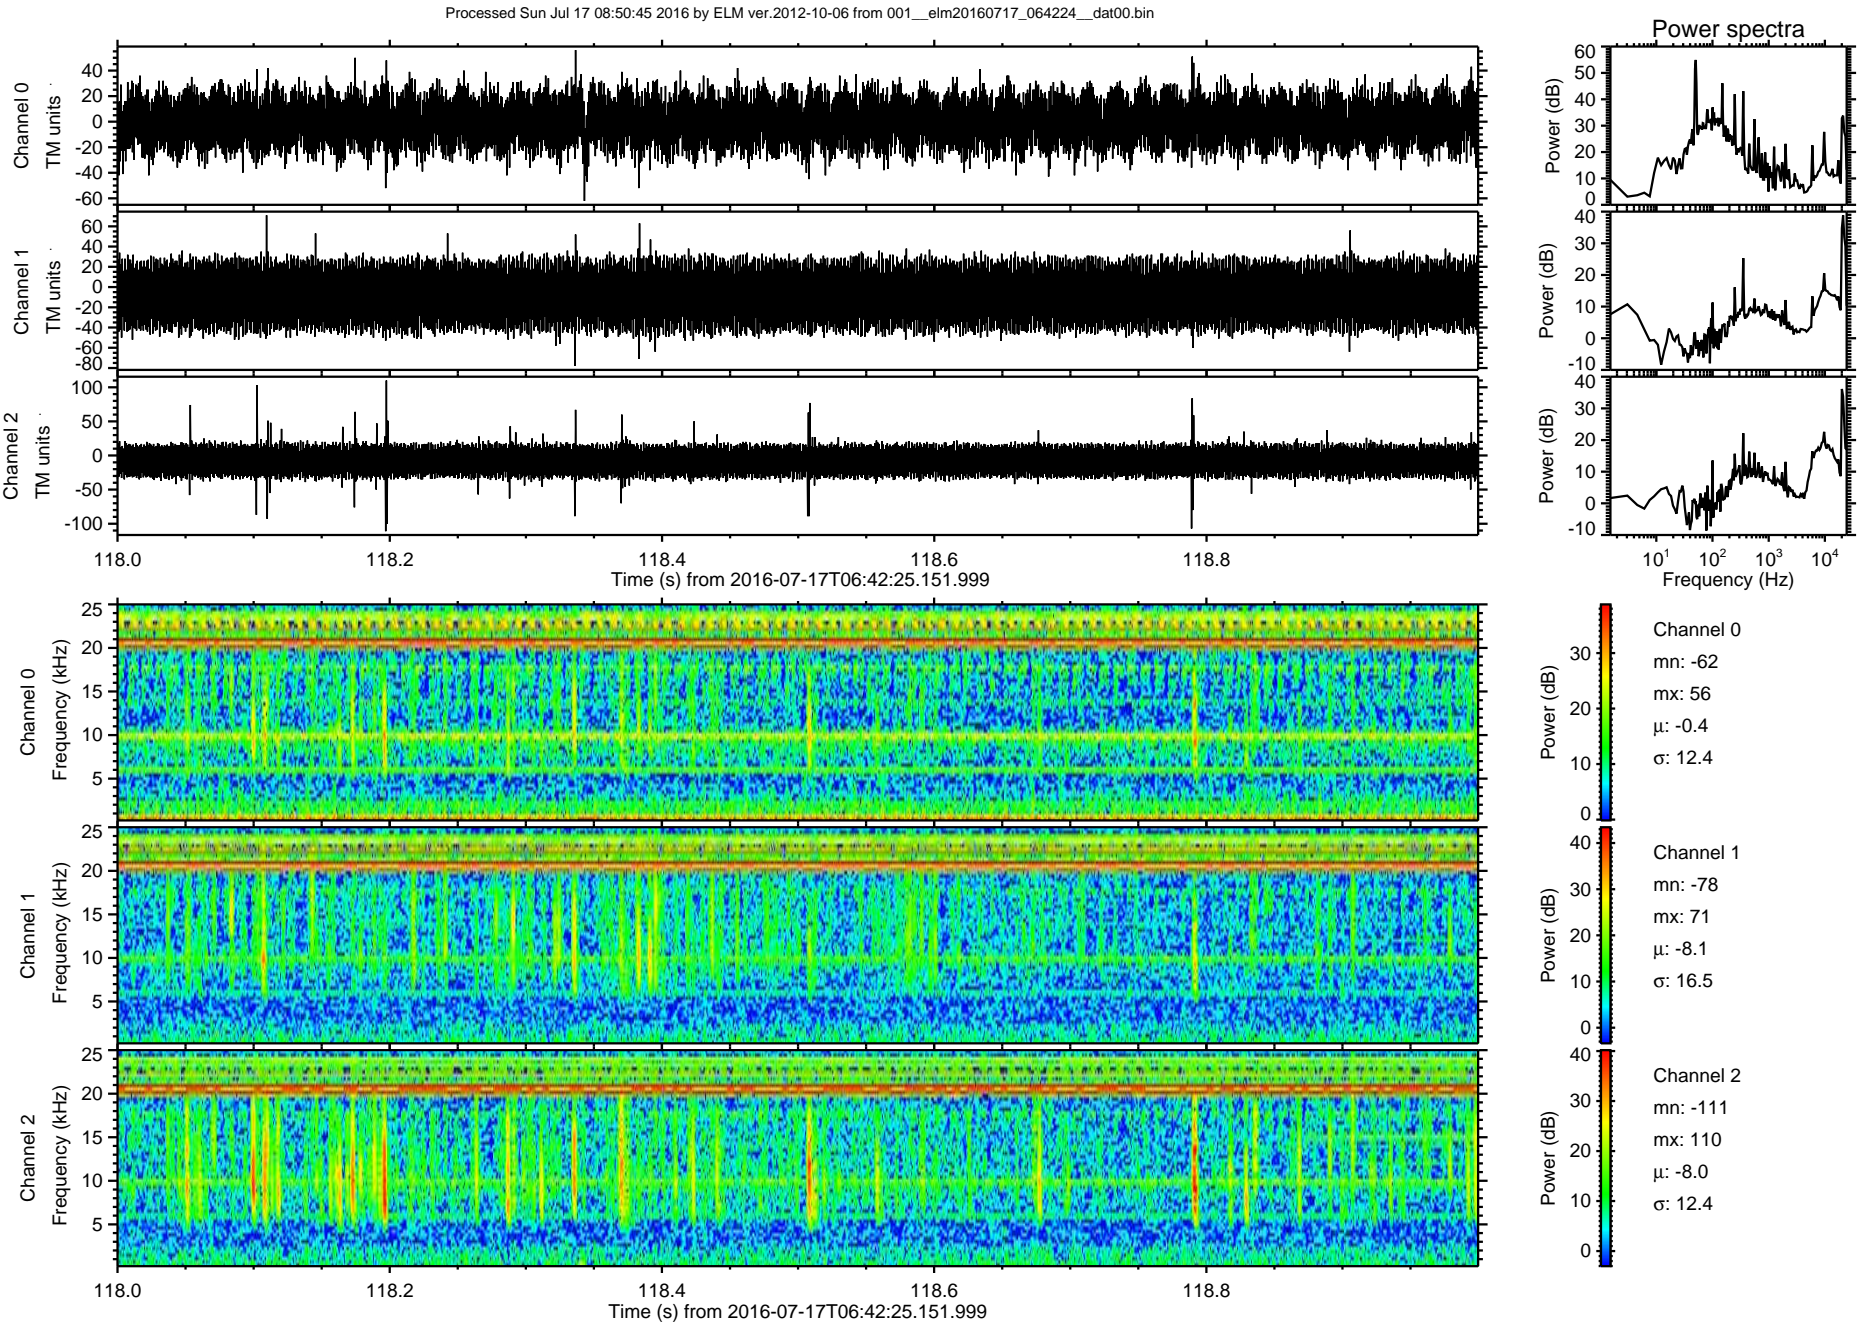 Processed Sun Jul 17 08:50:45 2016 by ELM ver.2012-10-06 from 001__elm20160717_064224__dat00.bin
Power spectra
Channel 0
TM units
40
20
0
-20
-40
-60
Power (dB)
60
50
40
30
20
10
0
Channel 1
TM units
60
40
20
0
-20
-40
-60
-80
Power (dB)
40
30
20
10
0
-10
Channel 2
TM units
100
50
0
-50
-100
Power (dB)
40
30
20
10
0
-10
118.0 118.2 118.4 118.6 118.8
Time (s) from 2016-07-17T06:42:25.151.999
10^1 10^2 10^3 10^4
Frequency (Hz)
Channel 0
Frequency (kHz)
25
20
15
10
5
Power (dB)
30
20
10
0
Channel 0
mn: -62
mx: 56
μ: -0.4
σ: 12.4
Channel 1
Frequency (kHz)
25
20
15
10
5
Power (dB)
40
30
20
10
0
Channel 1
mn: -78
mx: 71
μ: -8.1
σ: 16.5
Channel 2
Frequency (kHz)
25
20
15
10
5
Power (dB)
40
30
20
10
0
Channel 2
mn: -111
mx: 110
μ: -8.0
σ: 12.4
118.0 118.2 118.4 118.6 118.8
Time (s) from 2016-07-17T06:42:25.151.999